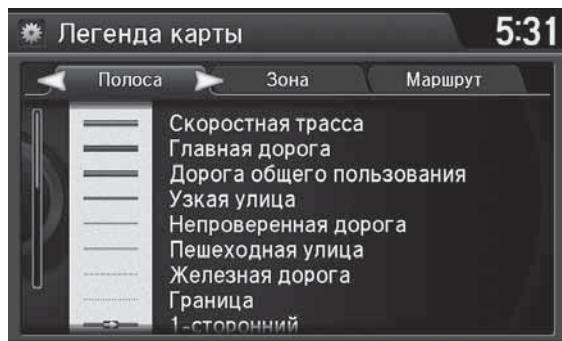 Легенда карты 5:31
Полоса Зона Маршрут
Скоростная трасса
Главная дорога
Дорога общего пользования
Узкая улица
Непроверенная дорога
Пешеходная улица
Железная дорога
Граница
1-сторонний